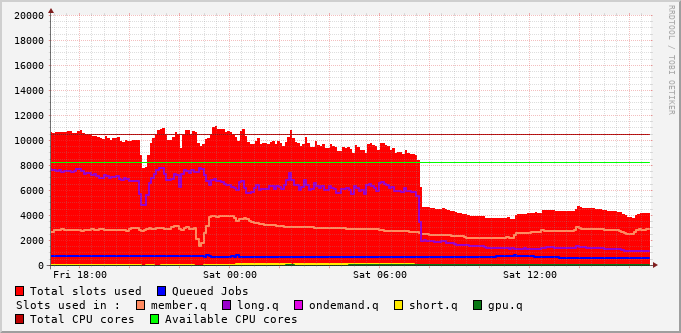 20000
18000
16000
14000
12000
10000
8000
6000
4000
2000
0
Fri 18:00 Sat 00:00 Sat 06:00 Sat 12:00
RRDTOOL / TOBI OETIKER
Total slots used Queued Jobs
Slots used in : member.q long.q ondemand.q short.q gpu.q
Total CPU cores Available CPU cores